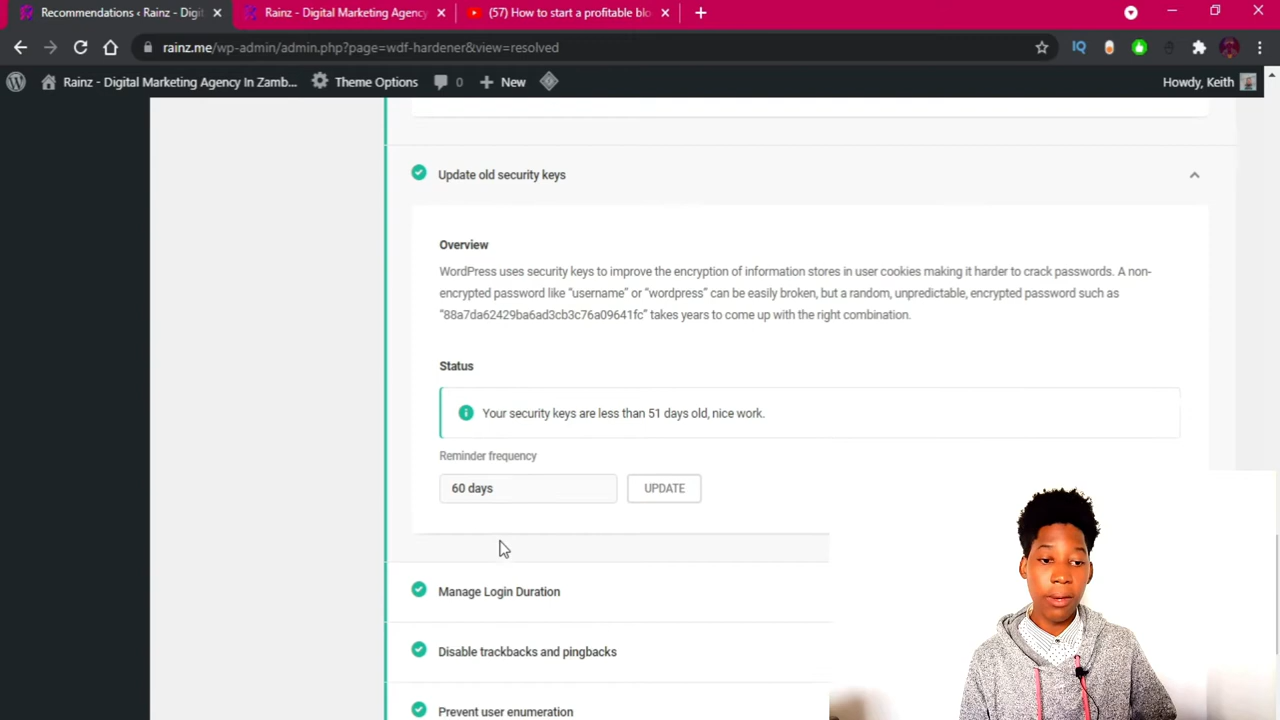 Recommendations ‹ Rainz - Digit
Rainz - Digital Marketing Agency
(57) How to start a profitable blo
rainz.me/wp-admin/admin.php?page=wdf-hardener&view=resolved
IQ
Rainz - Digital Marketing Agency In Zamb...
Theme Options
0
New
Howdy, Keith
Update old security keys
Overview
WordPress uses security keys to improve the encryption of information stores in user cookies making it harder to crack passwords. A non-
encrypted password like “username” or “wordpress” can be easily broken, but a random, unpredictable, encrypted password such as
“88a7da62429ba6ad3cb3c76a09641fc” takes years to come up with the right combination.
Status
Your security keys are less than 51 days old, nice work.
Reminder frequency
60 days
UPDATE
Manage Login Duration
Disable trackbacks and pingbacks
Prevent user enumeration